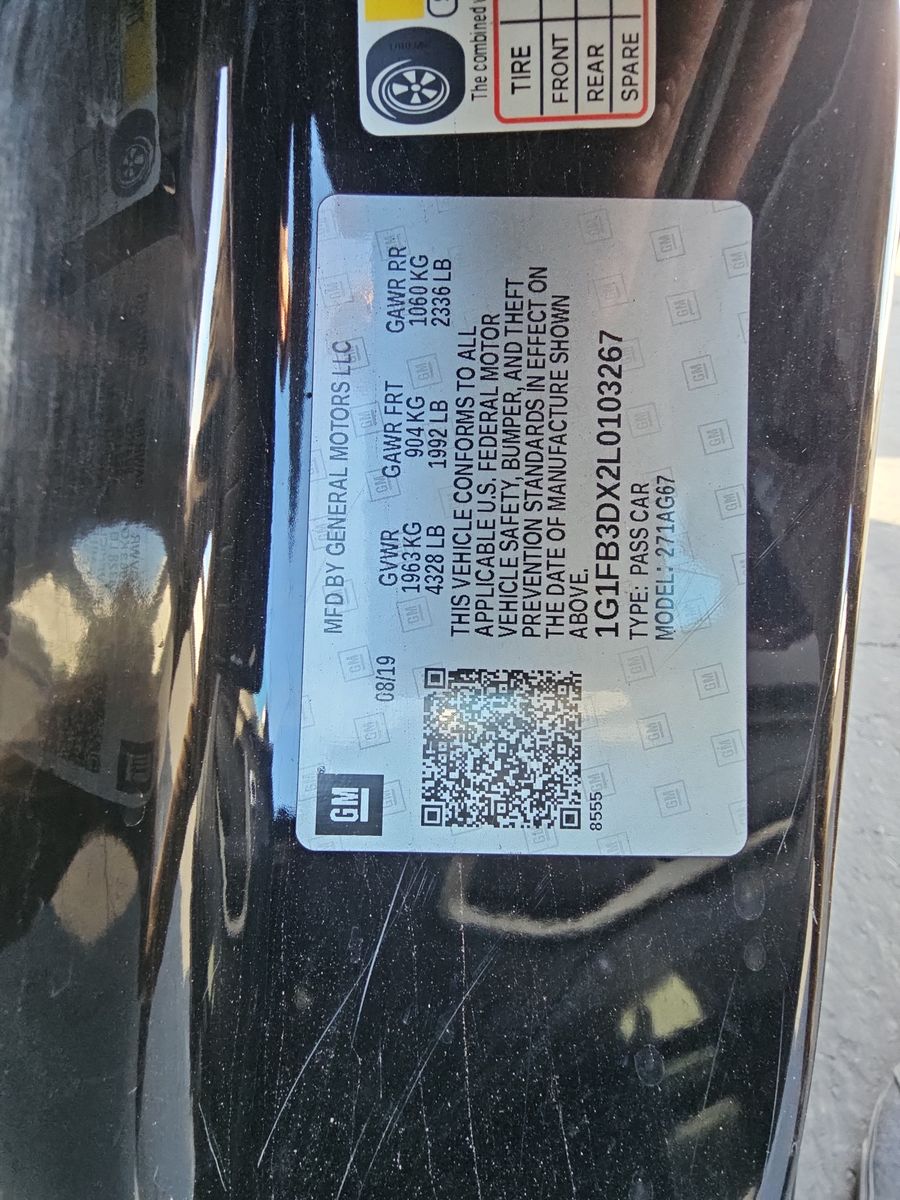 The combined
TIRE
FRONT
REAR
SPARE
GM
08/19
MFD BY GENERAL MOTORS LLC
GVWR GAWR FRT GAWR RR
1963 KG 904 KG 1060 KG
4328 LB 1992 LB 2336 LB
THIS VEHICLE CONFORMS TO ALL
APPLICABLE U.S. FEDERAL MOTOR
VEHICLE SAFETY, BUMPER, AND THEFT
PREVENTION STANDARDS IN EFFECT ON
THE DATE OF MANUFACTURE SHOWN
ABOVE.
1G1FB3DX2L0103267
TYPE: PASS CAR
MODEL: 271AG67
8555